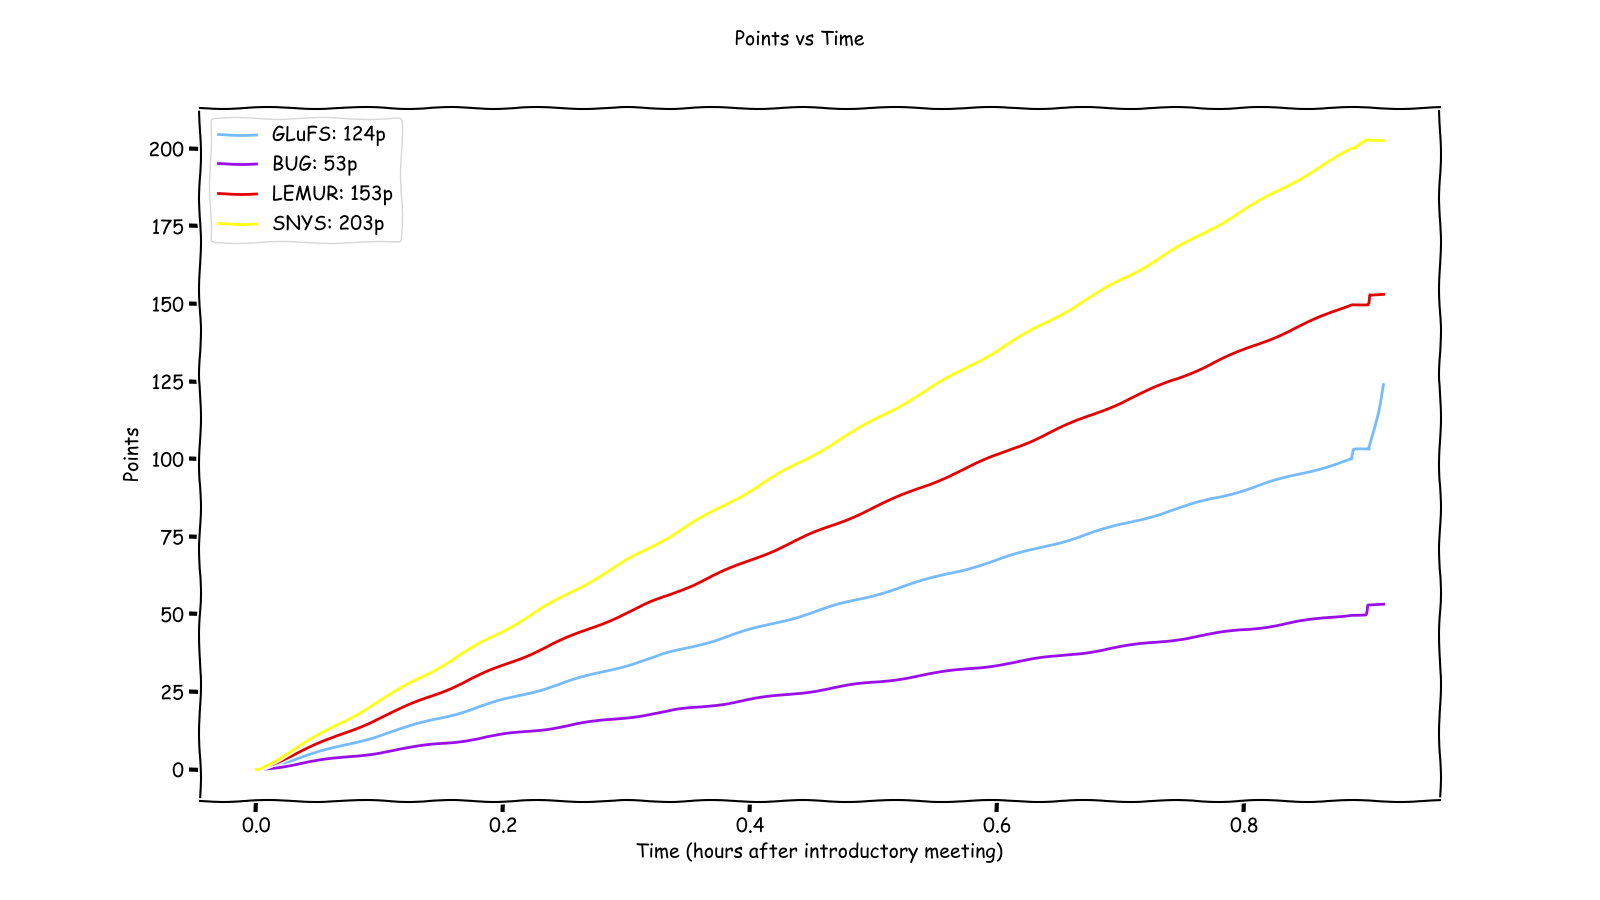 Points vs Time
GLuFS: 124p
BUG: 53p
LEMUR: 153p
SNYS: 203p
200
175
150
125
100
75
50
25
0
Points
0.0 0.2 0.4 0.6 0.8
Time (hours after introductory meeting)